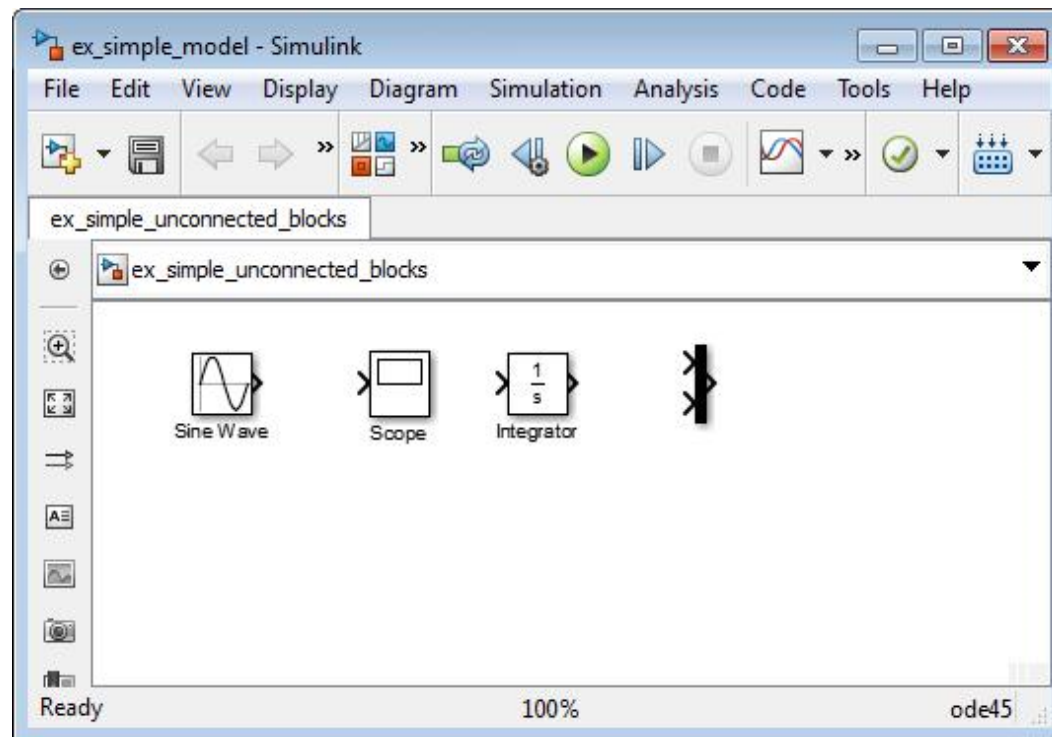 ex_simple_model - Simulink
File Edit View Display Diagram Simulation Analysis Code Tools Help
ex_simple_unconnected_blocks
ex_simple_unconnected_blocks
1
s
Sine Wave Scope Integrator
Ready 100% ode45